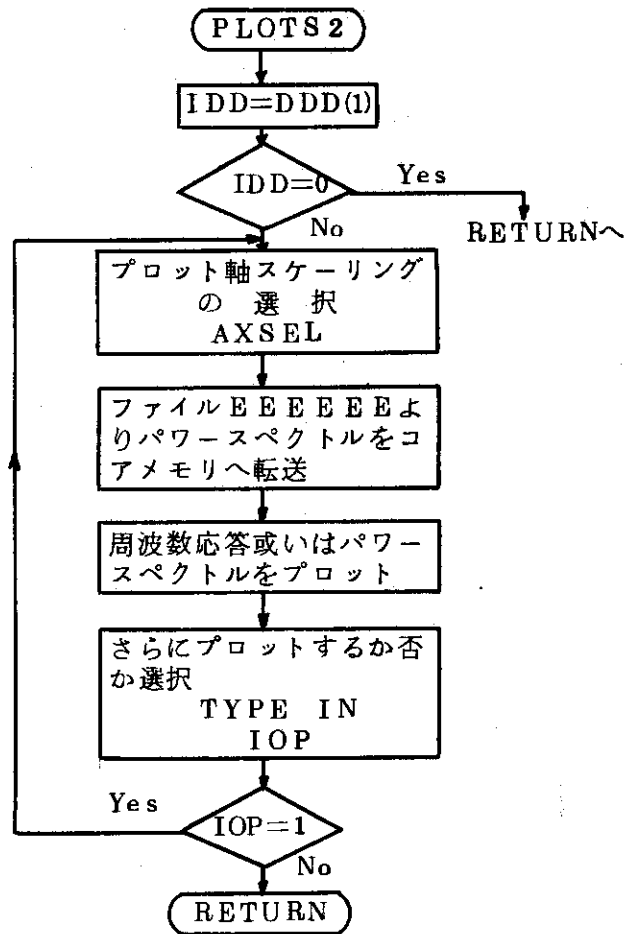 PLOTS2
IDD=DDD(1)
IDD=0
Yes
No
RETURNへ
プロット軸スケーリング
の選択
AXSEL
ファイルEEEEEEよ
りパワースペクトルをコ
アメモリへ転送
周波数応答或いはパワー
スペクトルをプロット
さらにプロットするか否
か選択
TYPE IN
IOP
Yes
IOP=1
No
RETURN